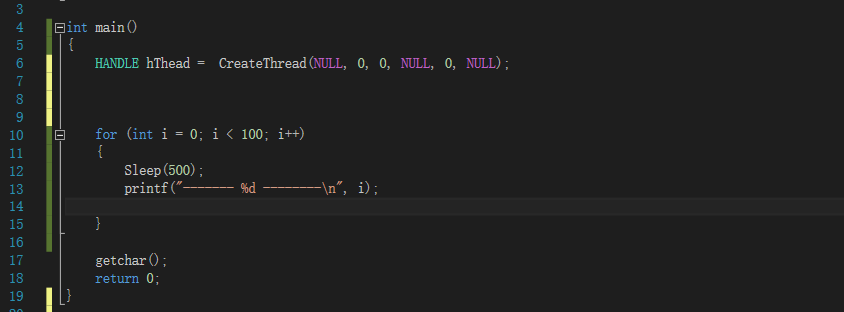 3
4 int main()
5 {
6 HANDLE hThead =  CreateThread(NULL, 0, 0, NULL, 0, NULL);
7
8
9
10 for (int i = 0; i < 100; i++)
11 {
12 Sleep(500);
13 printf("------- %d --------\n", i);
14
15 }
16
17 getchar();
18 return 0;
19 }